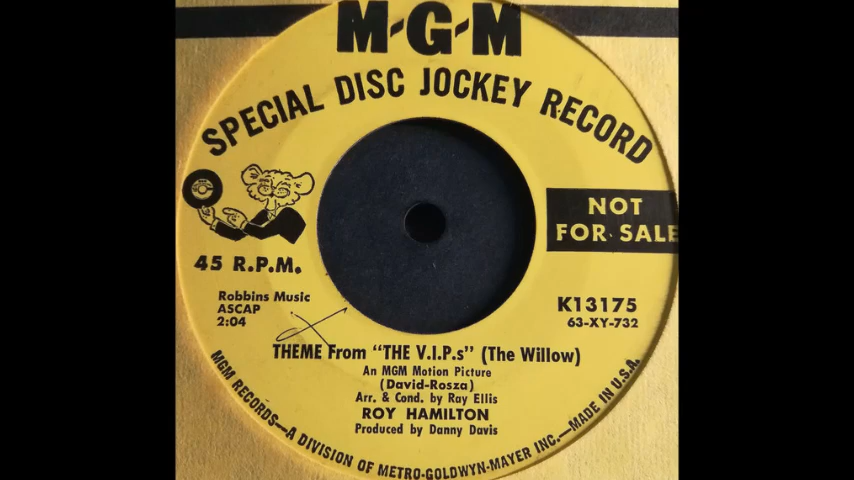 M-G-M
SPECIAL DISC JOCKEY RECORD
NOT
FOR SALE
45 R.P.M.
Robbins Music
ASCAP
2:04
K13175
63-XY-732
THEME From "THE V.I.P.s" (The Willow)
An MGM Motion Picture
(David-Rosza)
Arr. & Cond. by Ray Ellis
ROY HAMILTON
Produced by Danny Davis
MGM RECORDS—A DIVISION OF METRO-GOLDWYN-MAYER INC.—MADE IN U.S.A.